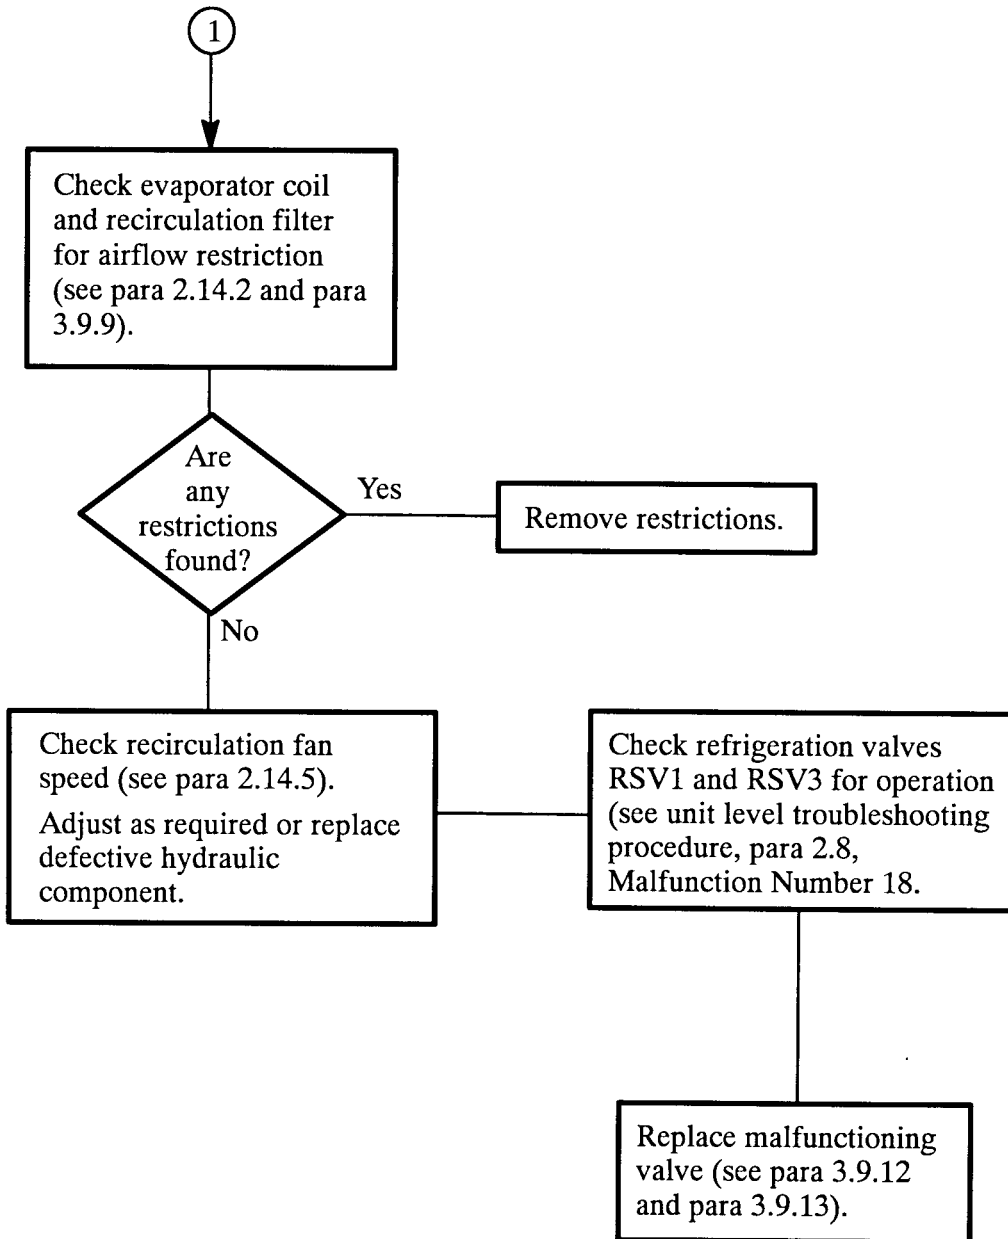 1
Check evaporator coil
and recirculation filter
for airflow restriction
(see para 2.14.2 and para
3.9.9).
Are
any
restrictions
found?
Yes
Remove restrictions.
No
Check recirculation fan
speed (see para 2.14.5).
Adjust as required or replace
defective hydraulic
component.
Check refrigeration valves
RSV1 and RSV3 for operation
(see unit level troubleshooting
procedure, para 2.8,
Malfunction Number 18.
Replace malfunctioning
valve (see para 3.9.12
and para 3.9.13).